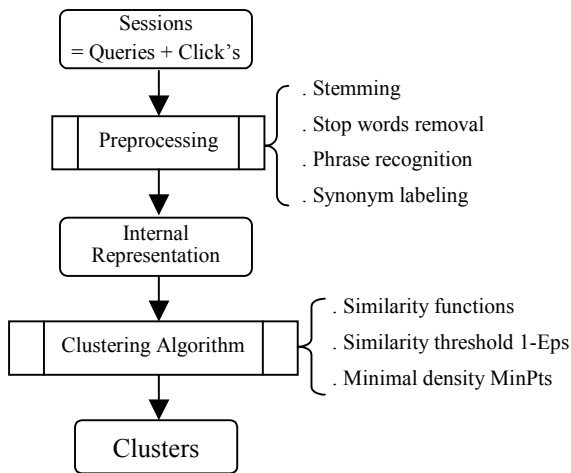 Sessions
= Queries + Click's
. Stemming
. Stop words removal
Preprocessing
. Phrase recognition
. Synonym labeling
Internal
Representation
. Similarity functions
Clustering Algorithm
. Similarity threshold 1-Eps
. Minimal density MinPts
Clusters